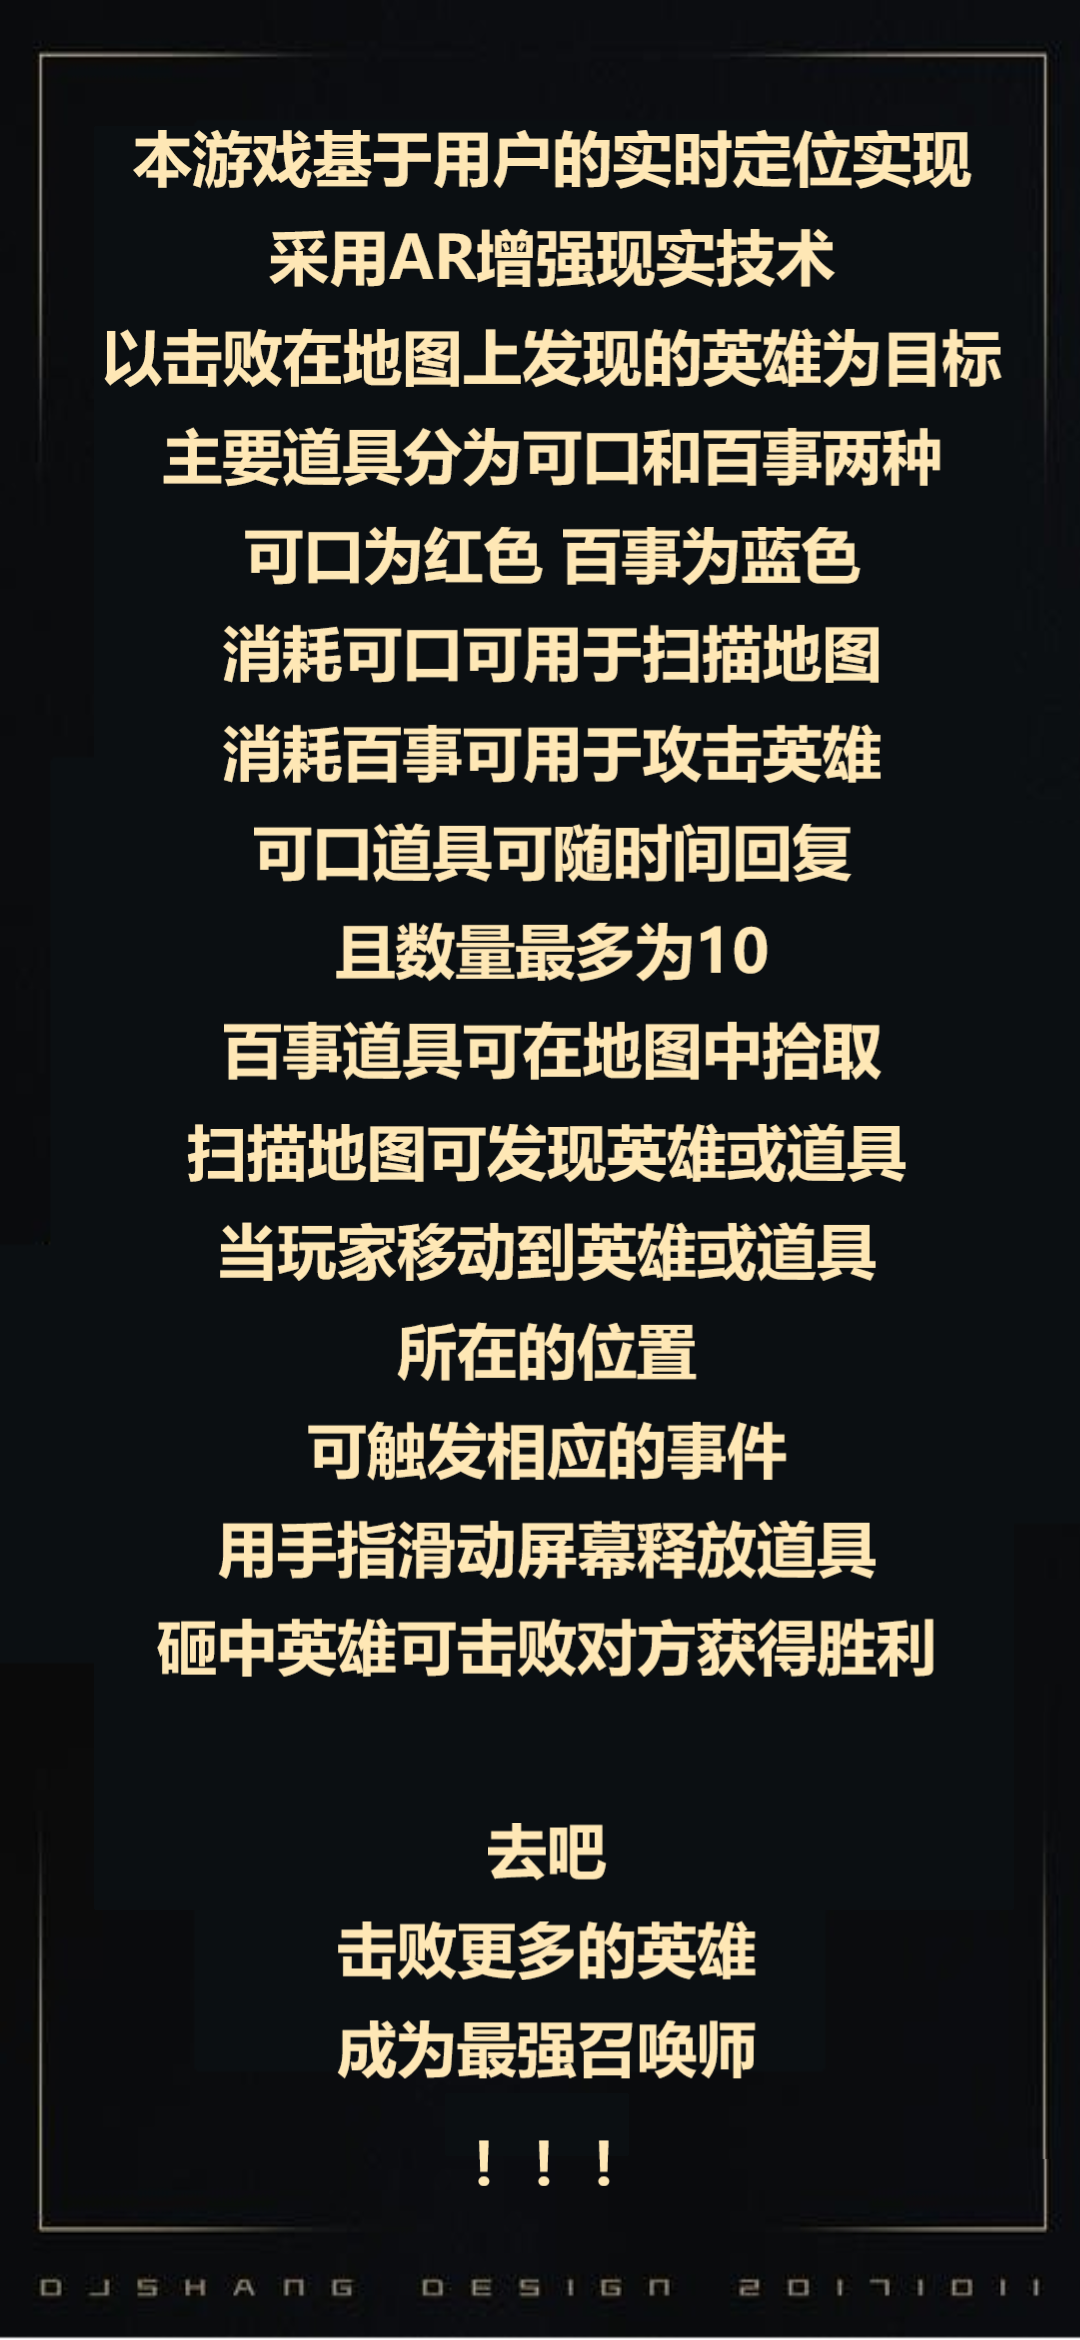 本游戏基于用户的实时定位实现
采用AR增强现实技术
以击败在地图上发现的英雄为目标
主要道具分为可口和百事两种
可口为红色 百事为蓝色
消耗可口可用于扫描地图
消耗百事可用于攻击英雄
可口道具可随时间回复
且数量最多为10
百事道具可在地图中拾取
扫描地图可发现英雄或道具
当玩家移动到英雄或道具
所在的位置
可触发相应的事件
用手指滑动屏幕释放道具
砸中英雄可击败对方获得胜利
去吧
击败更多的英雄
成为最强召唤师
！！！
DJSHANG DESIGN 20171011